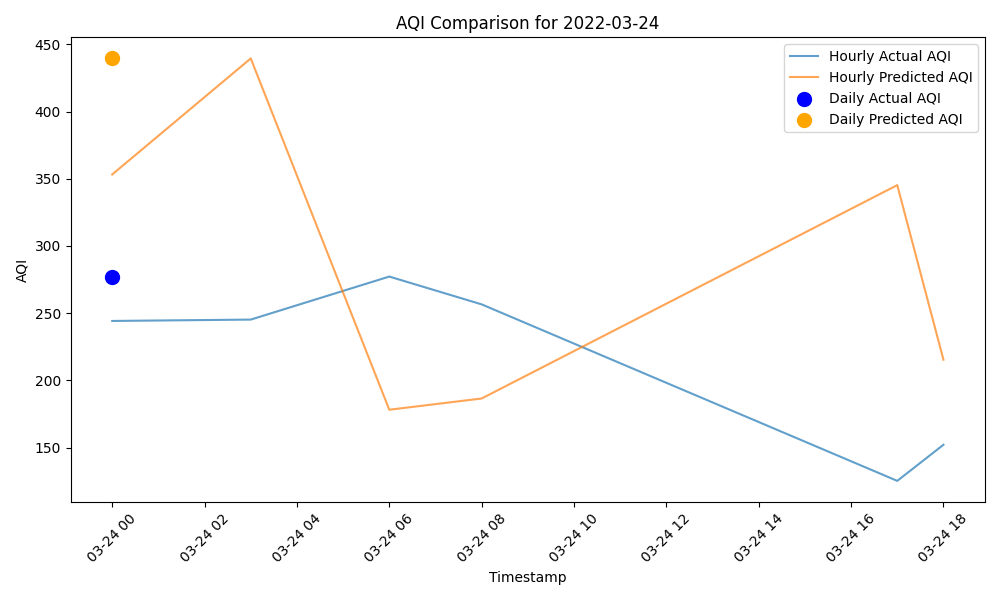 AQI Comparison for 2022-03-24
Hourly Actual AQI
Hourly Predicted AQI
Daily Actual AQI
Daily Predicted AQI
AQI
450
400
350
300
250
200
150
03-24 00
03-24 02
03-24 04
03-24 06
03-24 08
03-24 10
03-24 12
03-24 14
03-24 16
03-24 18
Timestamp